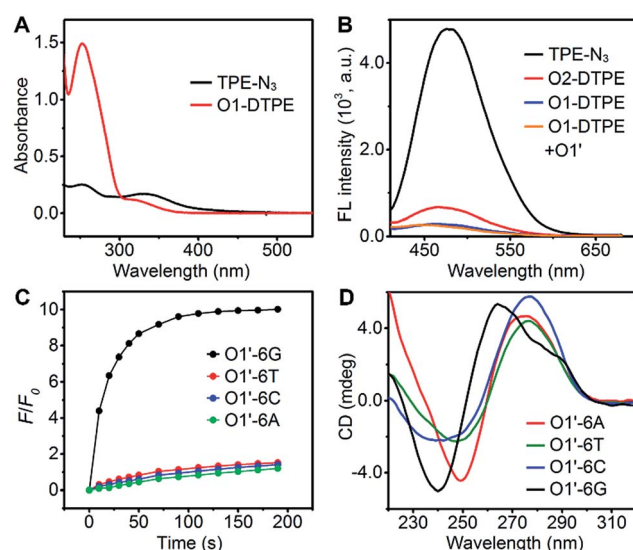 A
Absorbance
1.5
1.0
0.5
0.0
TPE-N₃
O1-DTPE
300
400
500
Wavelength (nm)
B
FL intensity (10³, a.u.)
4.0
2.0
0.0
TPE-N₃
O2-DTPE
O1-DTPE
O1-DTPE
+O1'
450
550
650
Wavelength (nm)
C
F/F₀
10
8
6
4
2
0
O1'-6G
O1'-6T
O1'-6C
O1'-6A
0
50
100
150
200
Time (s)
D
CD (mdeg)
4.0
0.0
-4.0
O1'-6A
O1'-6T
O1'-6C
O1'-6G
220
250
270
290
310
Wavelength (nm)